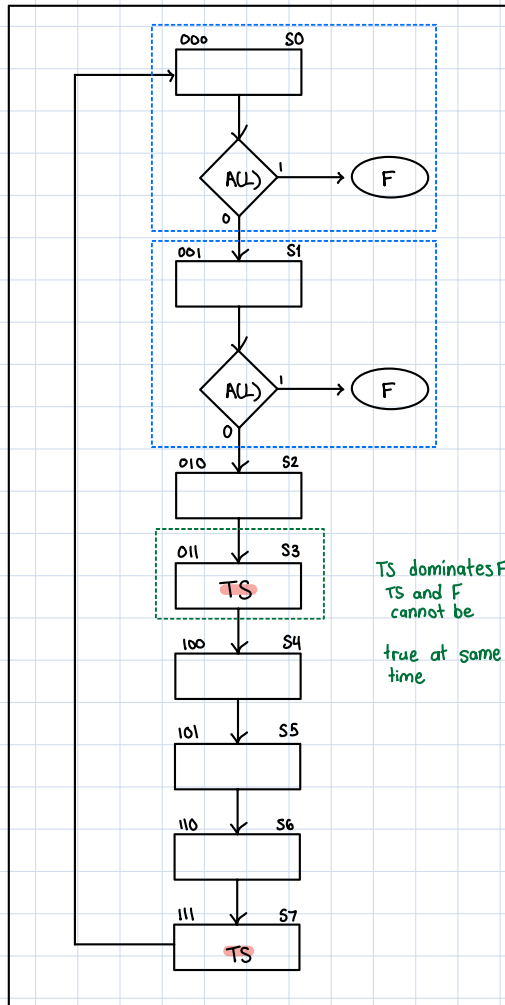 000 S0
A(L) 1 F
0
001 S1
A(L) 1 F
0
010 S2
011 S3
TS
TS dominates F
TS and F
cannot be
true at same
time
100 S4
101 S5
110 S6
111 S7
TS